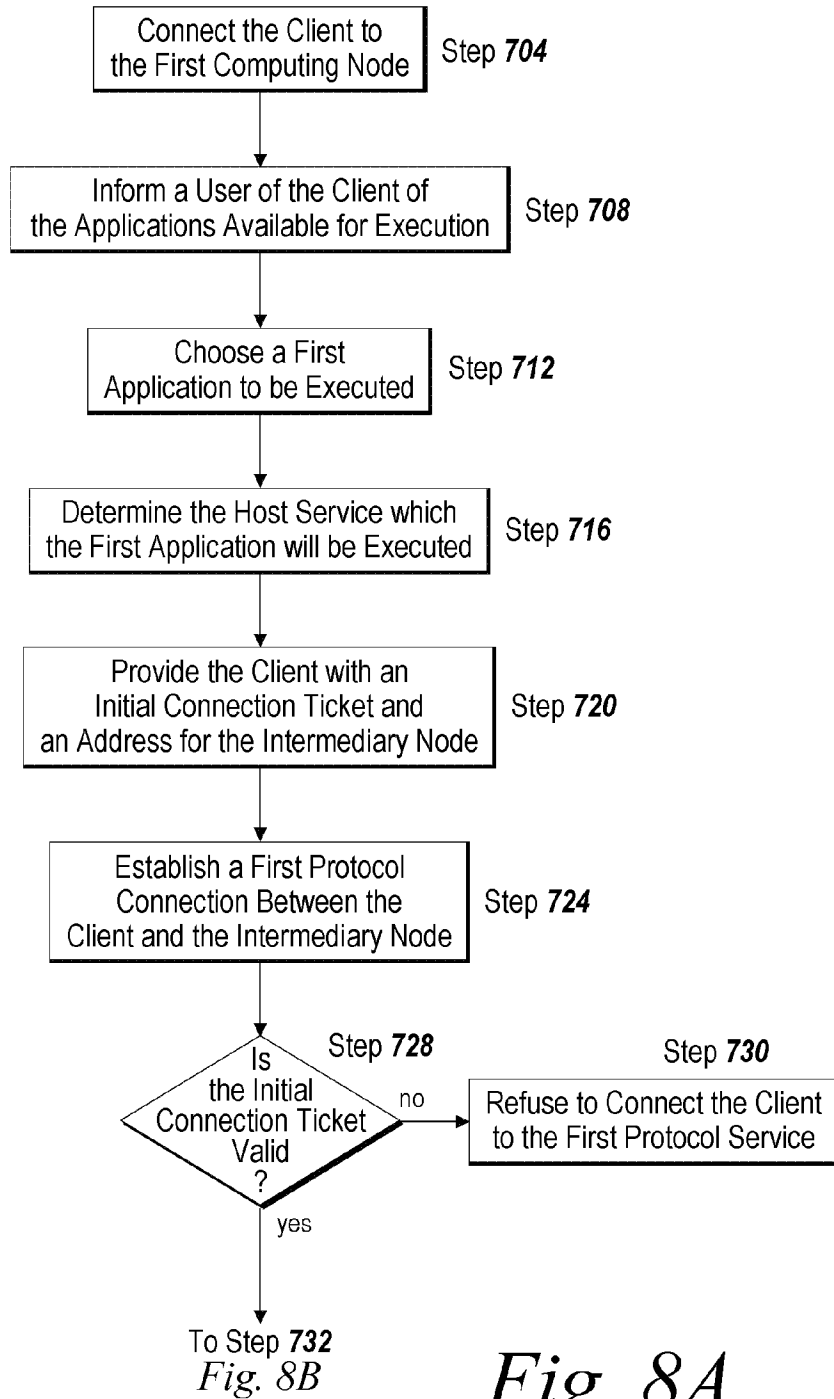 Connect the Client to
the First Computing Node
Step 704
Inform a User of the Client of
the Applications Available for Execution
Step 708
Choose a First
Application to be Executed
Step 712
Determine the Host Service which
the First Application will be Executed
Step 716
Provide the Client with an
Initial Connection Ticket and
an Address for the Intermediary Node
Step 720
Establish a First Protocol
Connection Between the
Client and the Intermediary Node
Step 724
Step 728
Is
the Initial
Connection Ticket
Valid
?
no
Step 730
Refuse to Connect the Client
to the First Protocol Service
yes
To Step 732
Fig. 8B
Fig. 8A